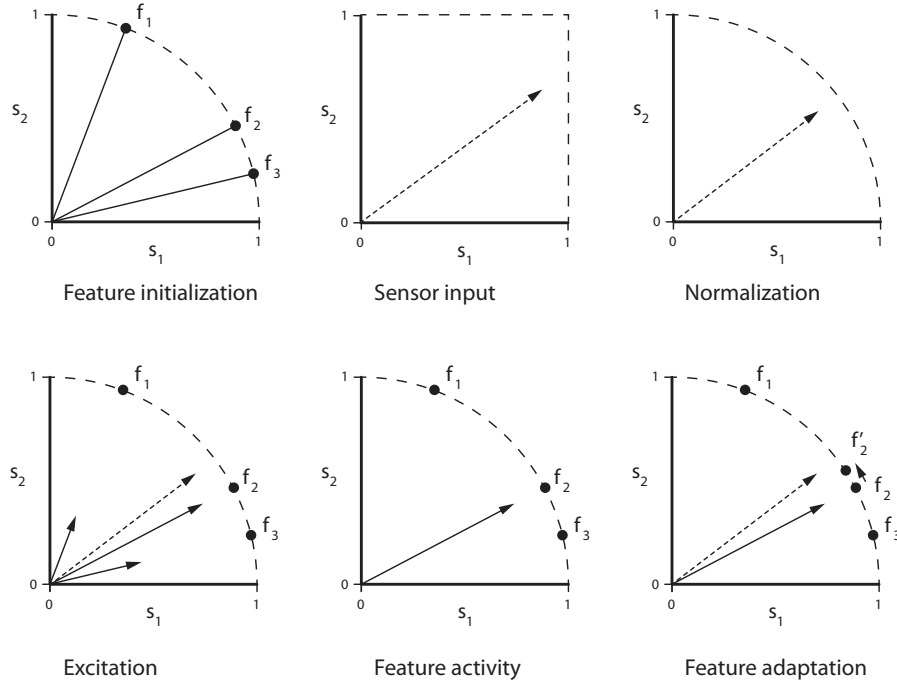 1
f1
s2
f2
f3
0
0
1
s1
Feature initialization
1
s2
0
0
1
s1
Sensor input
1
s2
0
0
1
s1
Normalization
1
f1
s2
f2
f3
0
0
1
s1
Excitation
1
f1
s2
f2
f3
0
0
1
s1
Feature activity
1
f1
f′2
s2
f2
f3
0
0
1
s1
Feature adaptation